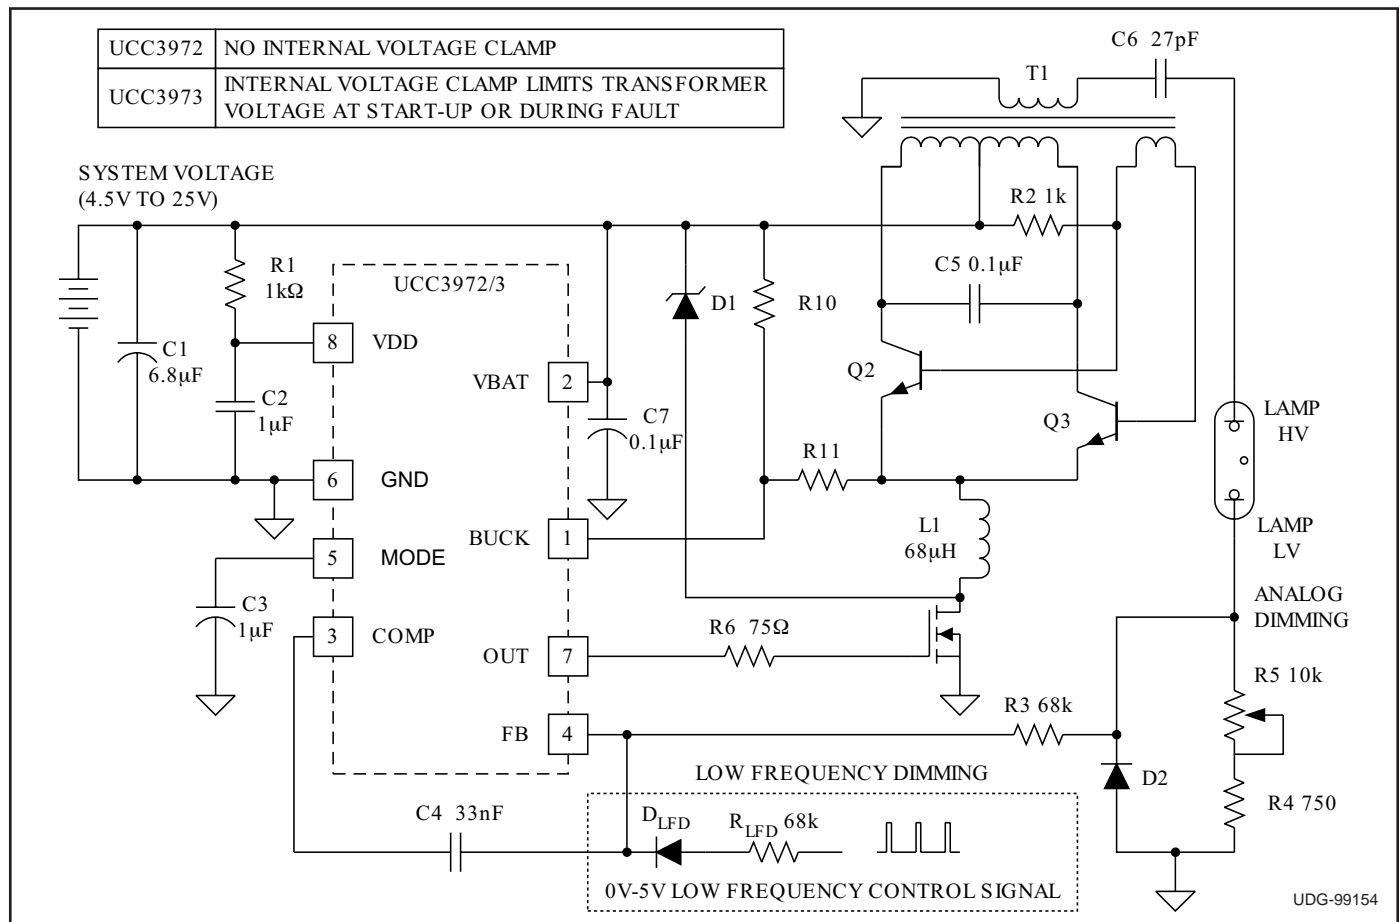 UCC3972 NO INTERNAL VOLTAGE CLAMP
UCC3973 INTERNAL VOLTAGE CLAMP LIMITS TRANSFORMER
VOLTAGE AT START-UP OR DURING FAULT
C6 27pF
T1
SYSTEM VOLTAGE
(4.5V TO 25V)
R2 1k
R1
1kΩ
UCC3972/3
C5 0.1µF
D1
R10
C1
6.8µF
8 VDD
Q2
VBAT 2
C2
1µF
C7
0.1µF
Q3
LAMP
HV
R11
6 GND
L1
68µH
BUCK 1
LAMP
LV
5 MODE
C3
1µF
ANALOG
DIMMING
3 COMP
R6 75Ω
OUT 7
R5 10k
R3 68k
FB 4
LOW FREQUENCY DIMMING
D2
R4 750
C4 33nF
DLFD
RLFD 68k
0V-5V LOW FREQUENCY CONTROL SIGNAL
UDG-99154